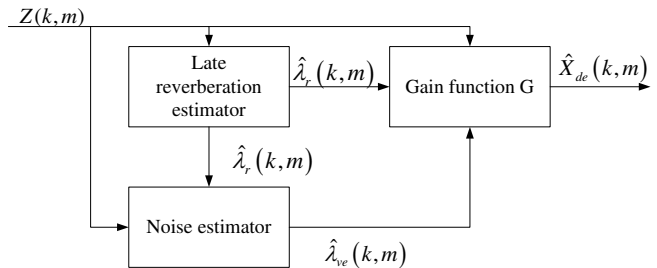 Z(k,m)
Late
reverberation
estimator
λ̂_r(k,m)
Gain function G
X̂_de(k,m)
λ̂_r(k,m)
Noise estimator
λ̂_ve(k,m)